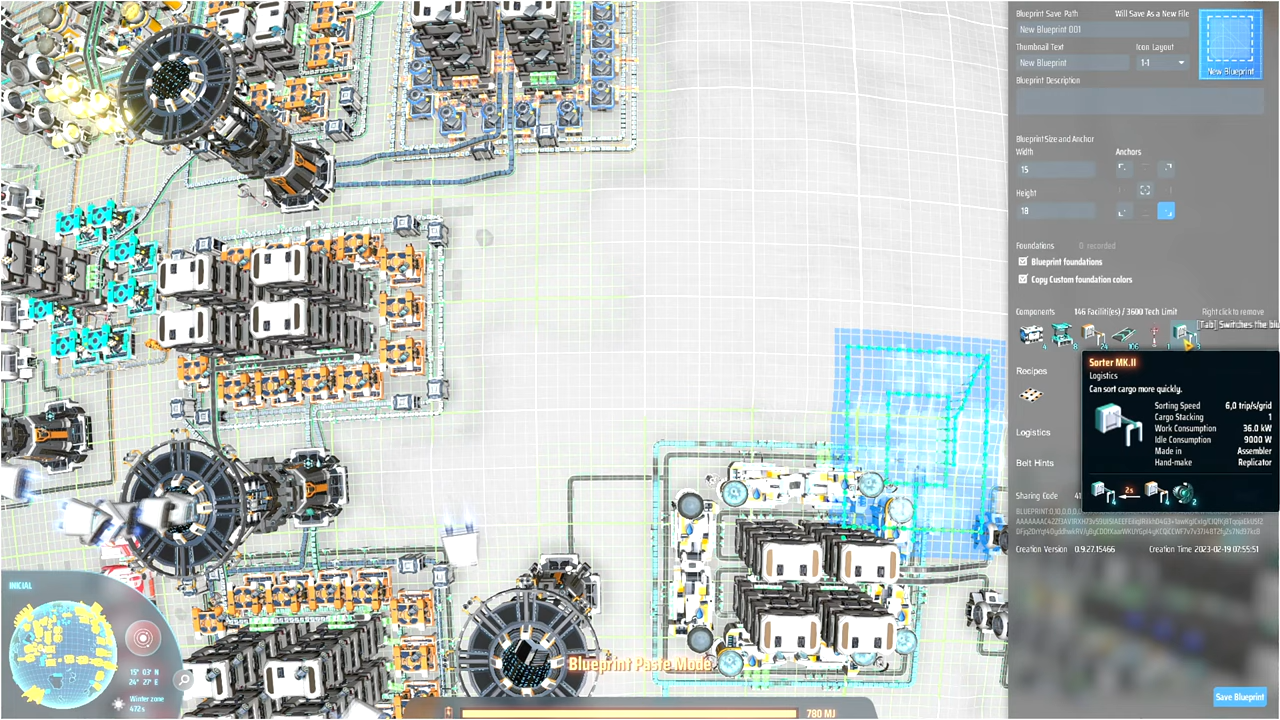 Blueprint Save Path
Will Save As a New File
New Blueprint 001
Thumbnail Text
Icon Layout
New Blueprint
1-1
New Blueprint
Blueprint Description
Blueprint Size and Anchor
Width
Anchors
15
Height
18
Foundations
0 recorded
Blueprint foundations
Copy Custom foundation colors
Components
146 Facilit(ies) / 3600 Tech Limit
Right click to remove
[Tab] Switches the blu
Sorter MK.II
Logistics
Can sort cargo more quickly.
Sorting Speed 6,0 trip/s/grid
Cargo Stacking 1
Work Consumption 36.0 kW
Idle Consumption 9000 W
Made in Assembler
Hand-make Replicator
2s
Recipes
Logistics
Belt Hints
Sharing Code
Creation Version 0.9.27.15466
Creation Time 2023-02-19 07:55:51
INICIAL
15° 07' N
24° 27' E
Winter zone
472s
Blueprint Paste Mode
780 MJ
Save Blueprint